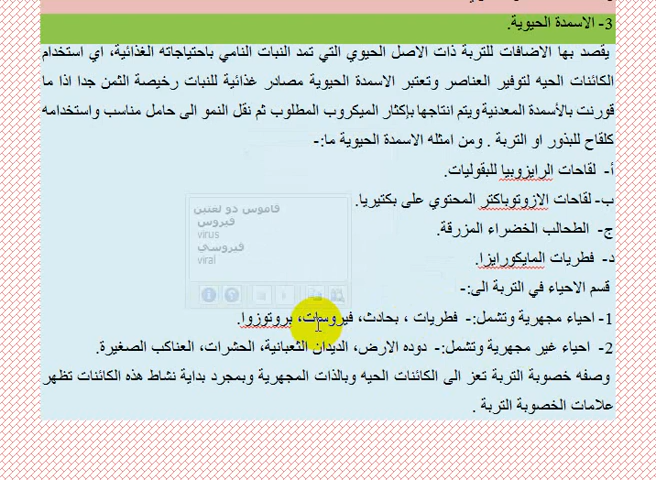 3- الاسمدة الحيوية.
يقصد بها الاضافات للتربة ذات الاصل الحيوي التي تمد النبات النامي باحتياجاته الغذائية، اي استخدام
الكائنات الحيه لتوفير العناصر وتعتبر الاسمدة الحيوية مصادر غذائية للنبات رخيصة الثمن جدا اذا ما
قورنت بالأسمدة المعدنية ويتم انتاجها بإكثار الميكروب المطلوب ثم نقل النمو الى حامل مناسب واستخدامه
كلقاح للبذور او التربة . ومن امثله الاسمدة الحيوية ما:-
أ- لقاحات الرايزوبيا للبقوليات.
ب- لقاحات الازوتوباكتر المحتوي على بكتيريا.
ج- الطحالب الخضراء المزرقة.
د- فطريات المايكورايزا.
قسم الاحياء في التربة الى:-
1- احياء مجهرية وتشمل:- فطريات ، بحادث، فيروسات، بروتوزوا.
2- احياء غير مجهرية وتشمل:- دوده الارض، الديدان الثعبانية، الحشرات، العناكب الصغيرة.
وصفه خصوبة التربة تعز الى الكائنات الحيه وبالذات المجهرية وبمجرد بداية نشاط هذه الكائنات تظهر
علامات الخصوبة التربة .
قاموس ذو لغتين
فيروس
virus
فيروسي
viral